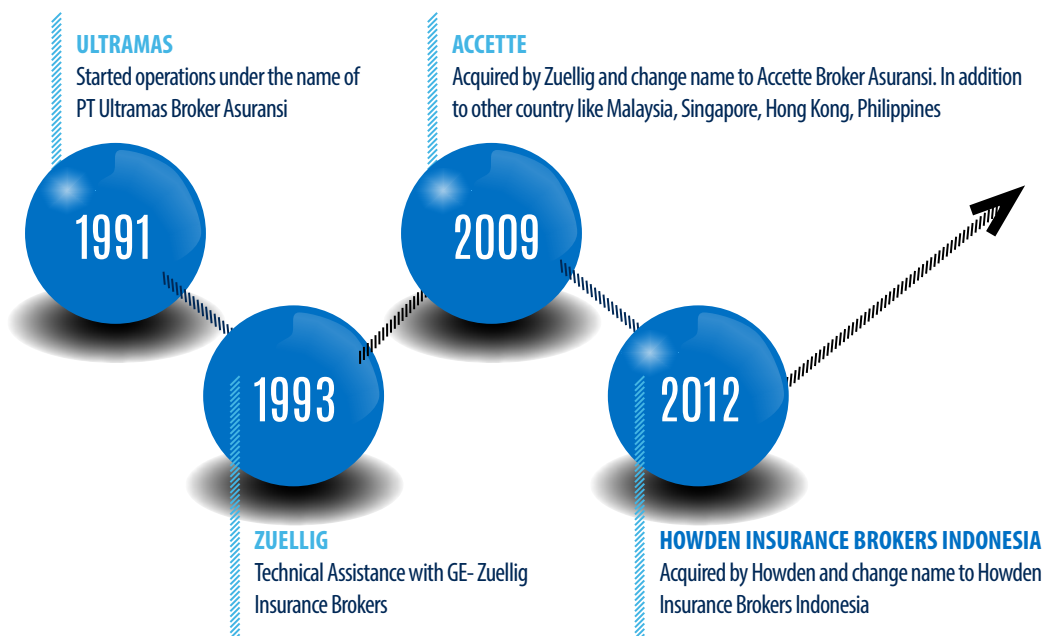 ULTRAMAS
Started operations under the name of
PT Ultramas Broker Asuransi
1991
ZUELLIG
Technical Assistance with GE- Zuellig
Insurance Brokers
1993
ACCETTE
Acquired by Zuellig and change name to Accette Broker Asuransi. In addition
to other country like Malaysia, Singapore, Hong Kong, Philippines
2009
2012
HOWDEN INSURANCE BROKERS INDONESIA
Acquired by Howden and change name to Howden
Insurance Brokers Indonesia